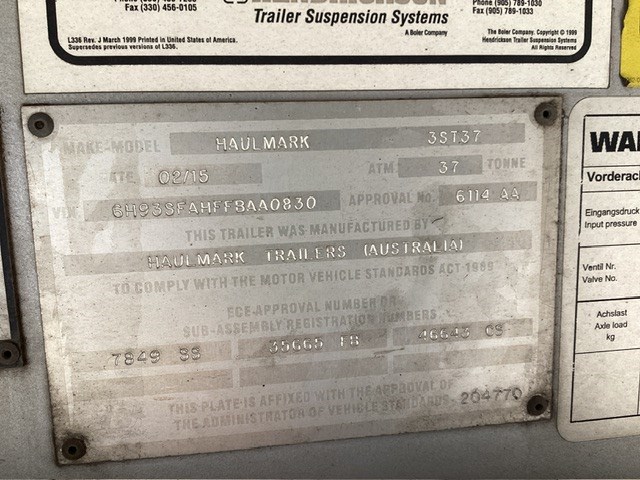 Fax (330) 456-0105
Trailer Suspension Systems
A Boler Company
Phone (905) 789-1030
Fax (905) 789-1033
L336 Rev. J March 1999 Printed in United States of America.
Supersedes previous versions of L336.
The Boler Company. Copyright © 1999
Hendrickson Trailer Suspension Systems
All Rights Reserved
MAKE-MODEL HAULMARK 3ST37
DATE 02/15 ATM 37 TONNE
VIN 6H93SFAHFFBAA0830 APPROVAL No. 6114 AA
THIS TRAILER WAS MANUFACTURED BY
HAULMARK TRAILERS (AUSTRALIA)
TO COMPLY WITH THE MOTOR VEHICLE STANDARDS ACT 1989
ECE APPROVAL NUMBER OR
SUB-ASSEMBLY REGISTRATION NUMBERS
7849 SS 35665 FB 46643 CS
THIS PLATE IS AFFIXED WITH THE APPROVAL OF
THE ADMINISTRATOR OF VEHICLE STANDARDS 204770
WA
Vorderach
Eingangsdruck
Input pressure
Ventil Nr.
Valve No.
Achslast
Axle load
kg